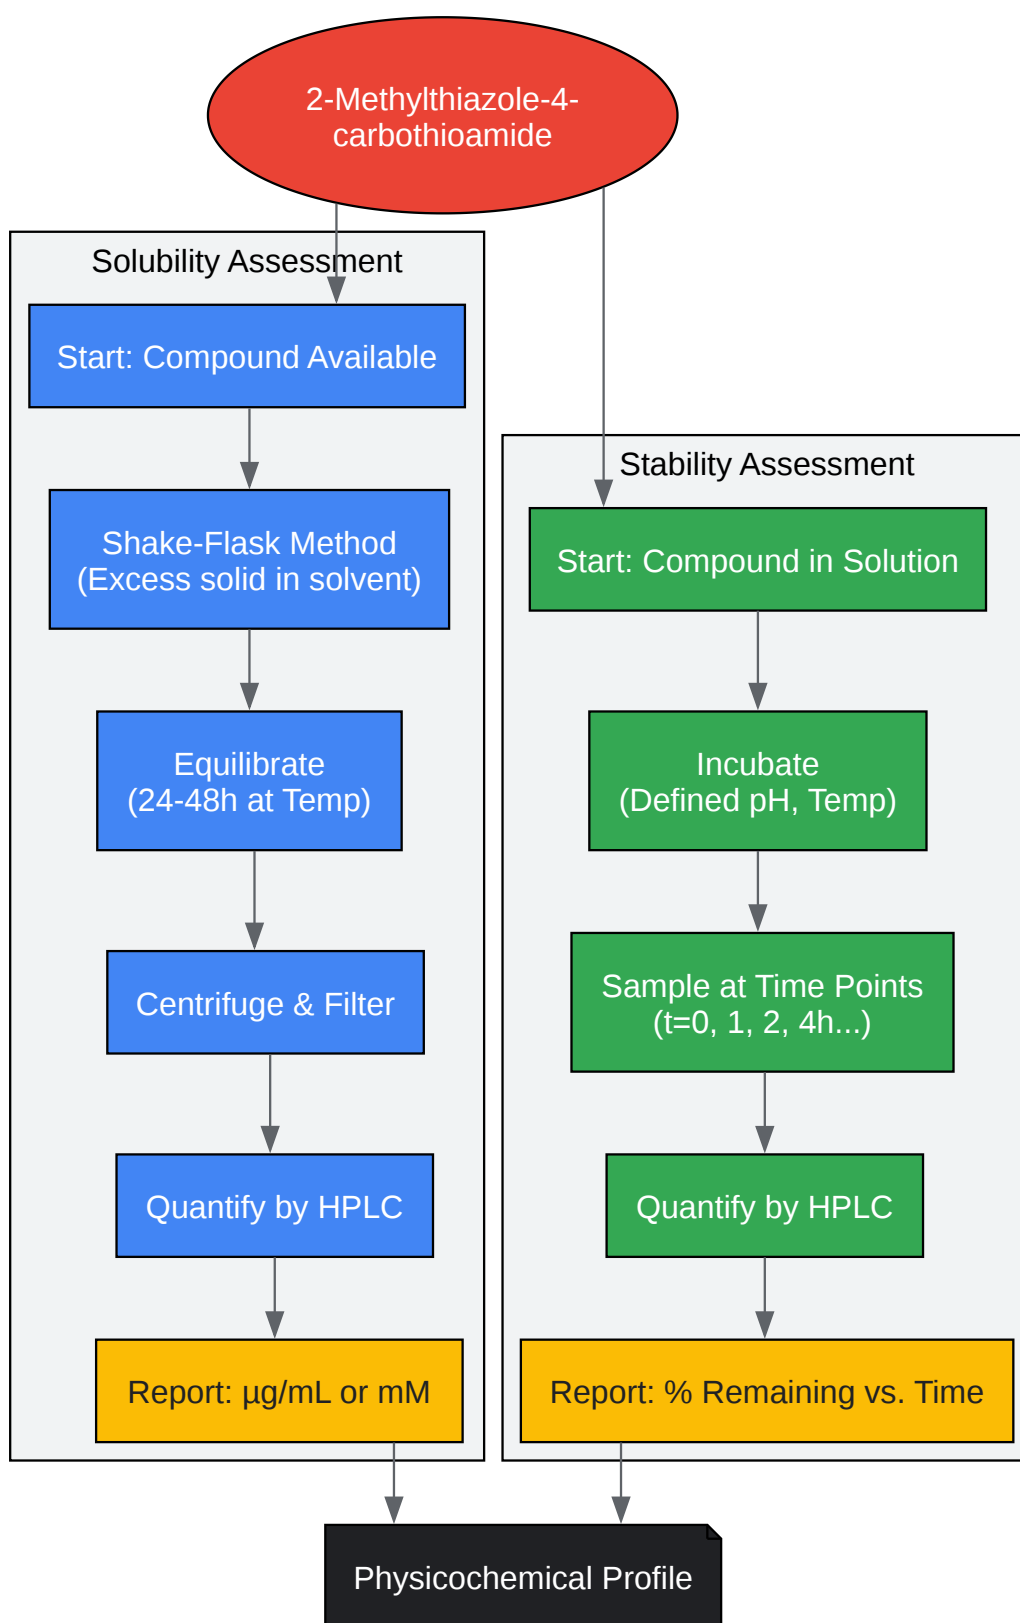 2-Methylthiazole-4-
carbothioamide
Solubility Assessment
Start: Compound Available
Shake-Flask Method
(Excess solid in solvent)
Equilibrate
(24-48h at Temp)
Centrifuge & Filter
Quantify by HPLC
Report: µg/mL or mM
Stability Assessment
Start: Compound in Solution
Incubate
(Defined pH, Temp)
Sample at Time Points
(t=0, 1, 2, 4h...)
Quantify by HPLC
Report: % Remaining vs. Time
Physicochemical Profile